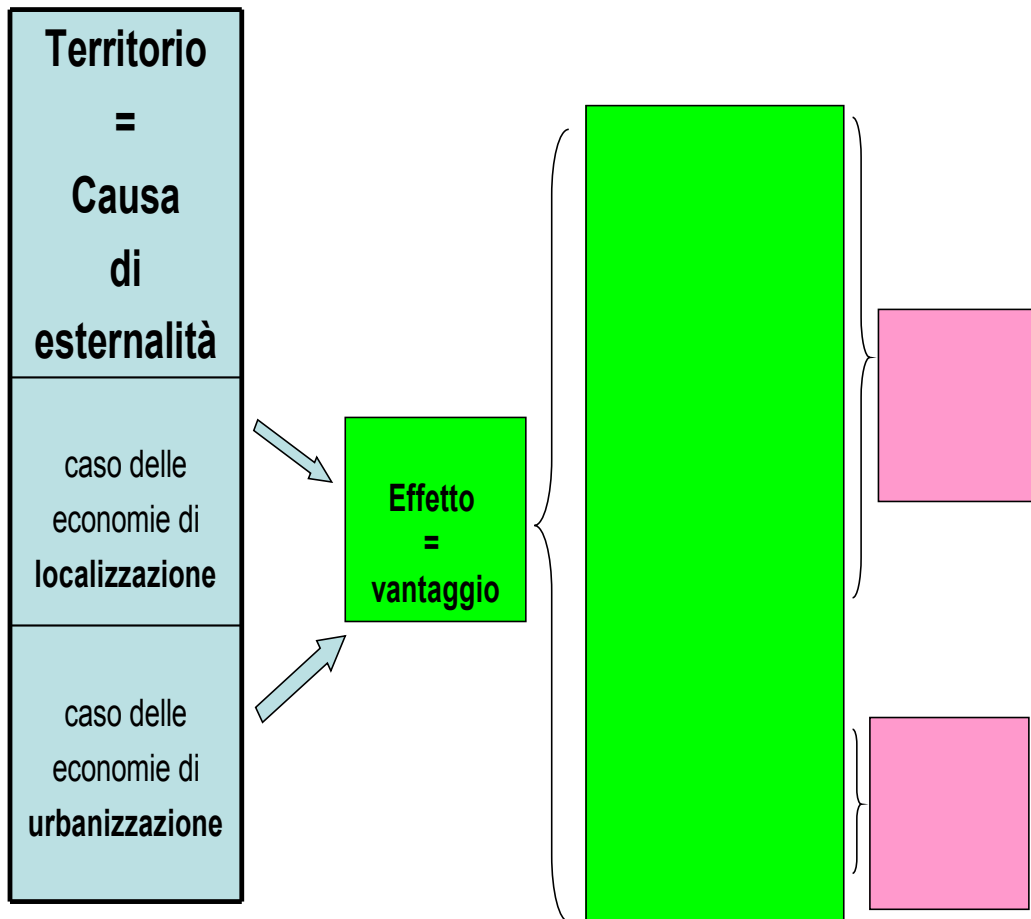 Territorio
=
Causa
di
esternalità
caso delle
economie di
localizzazione
caso delle
economie di
urbanizzazione
Effetto
=
vantaggio